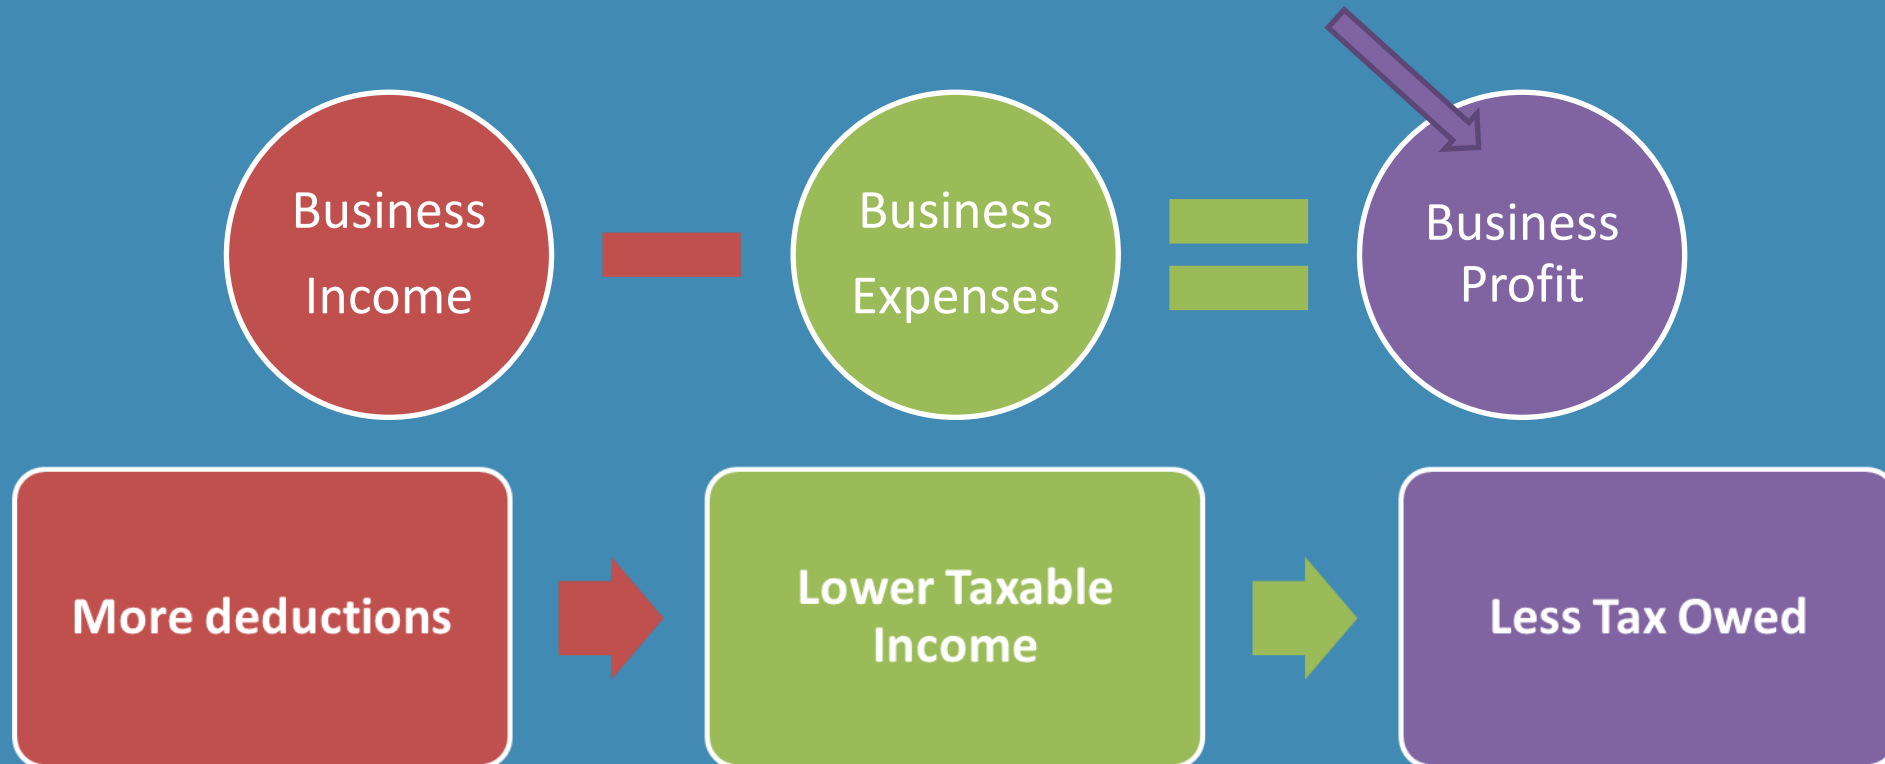 Business
Income
Business
Expenses
Business
Profit
More deductions
Lower Taxable
Income
Less Tax Owed